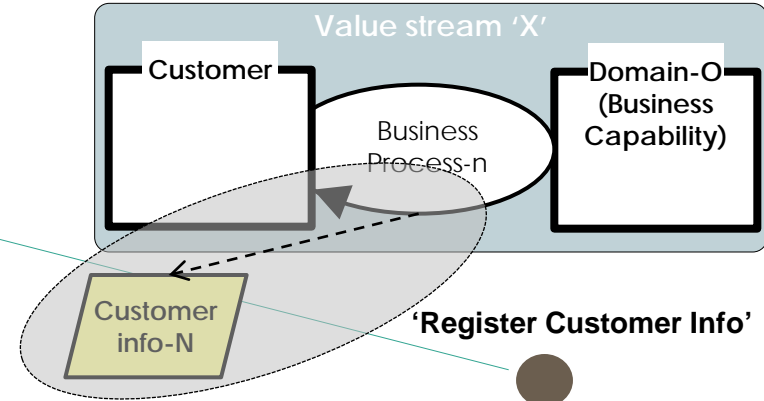 Value stream ‘X’
Customer
Domain-O
(Business
Capability)
Business
Process-n
Customer
info-N
‘Register Customer Info’